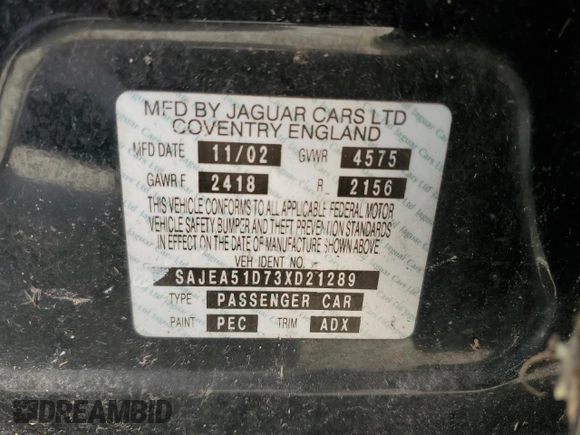 MFD BY JAGUAR CARS LTD
COVENTRY ENGLAND
MFD DATE 11/02 GVWR 4575
GAWR F 2418 R 2156
THIS VEHICLE CONFORMS TO ALL APPLICABLE FEDERAL MOTOR
VEHICLE SAFETY, BUMPER AND THEFT PREVENTION STANDARDS
IN EFFECT ON THE DATE OF MANUFACTURE SHOWN ABOVE.
VEH IDENT NO.
SAJEA51D73XD21289
TYPE PASSENGER CAR
PAINT PEC TRIM ADX
DREAMBID